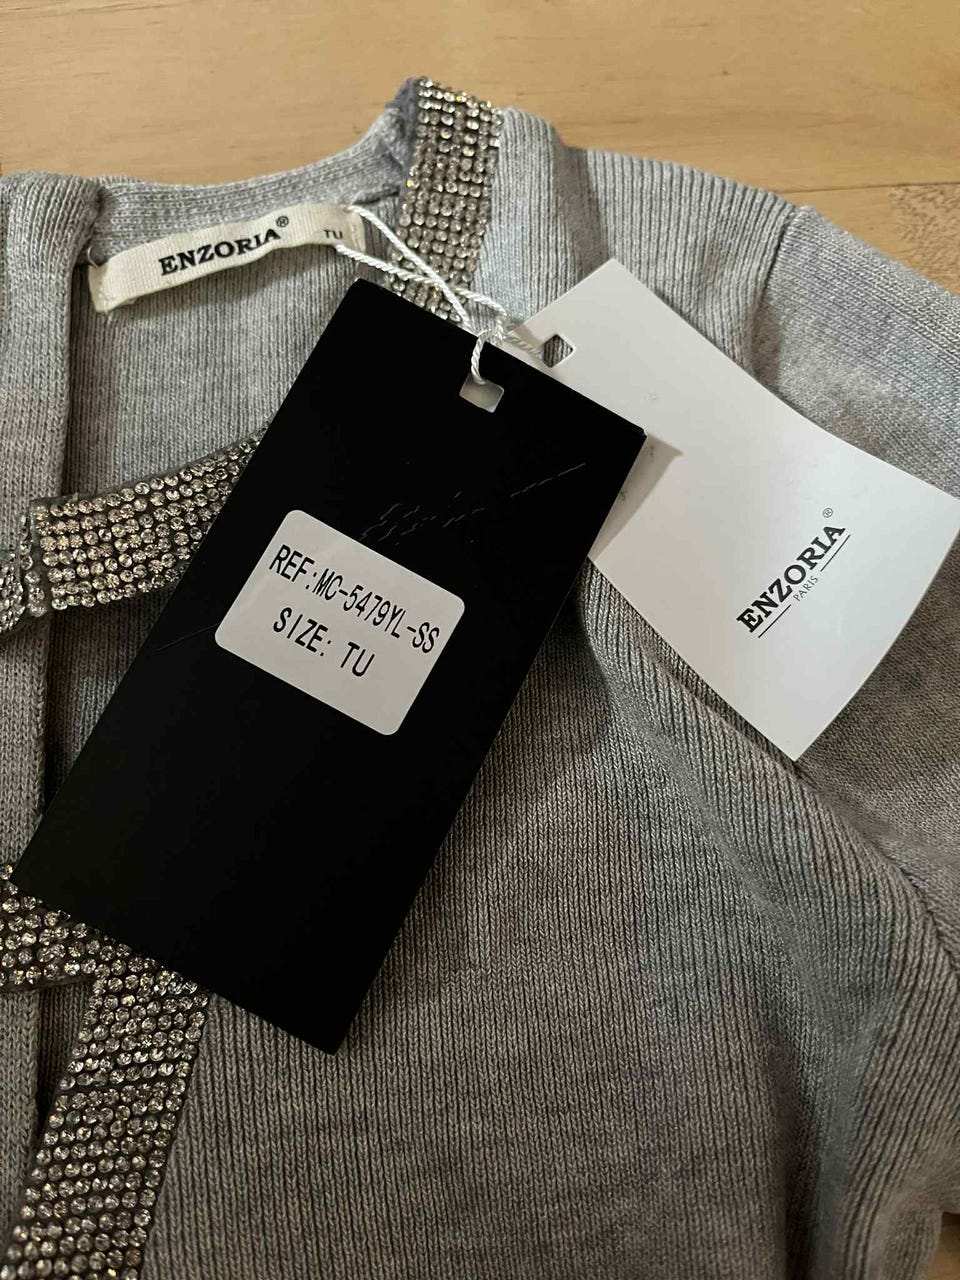 ENZORIA® TU
REF:MC-5479YL-SS
SIZE: TU
ENZORIA®
PARIS